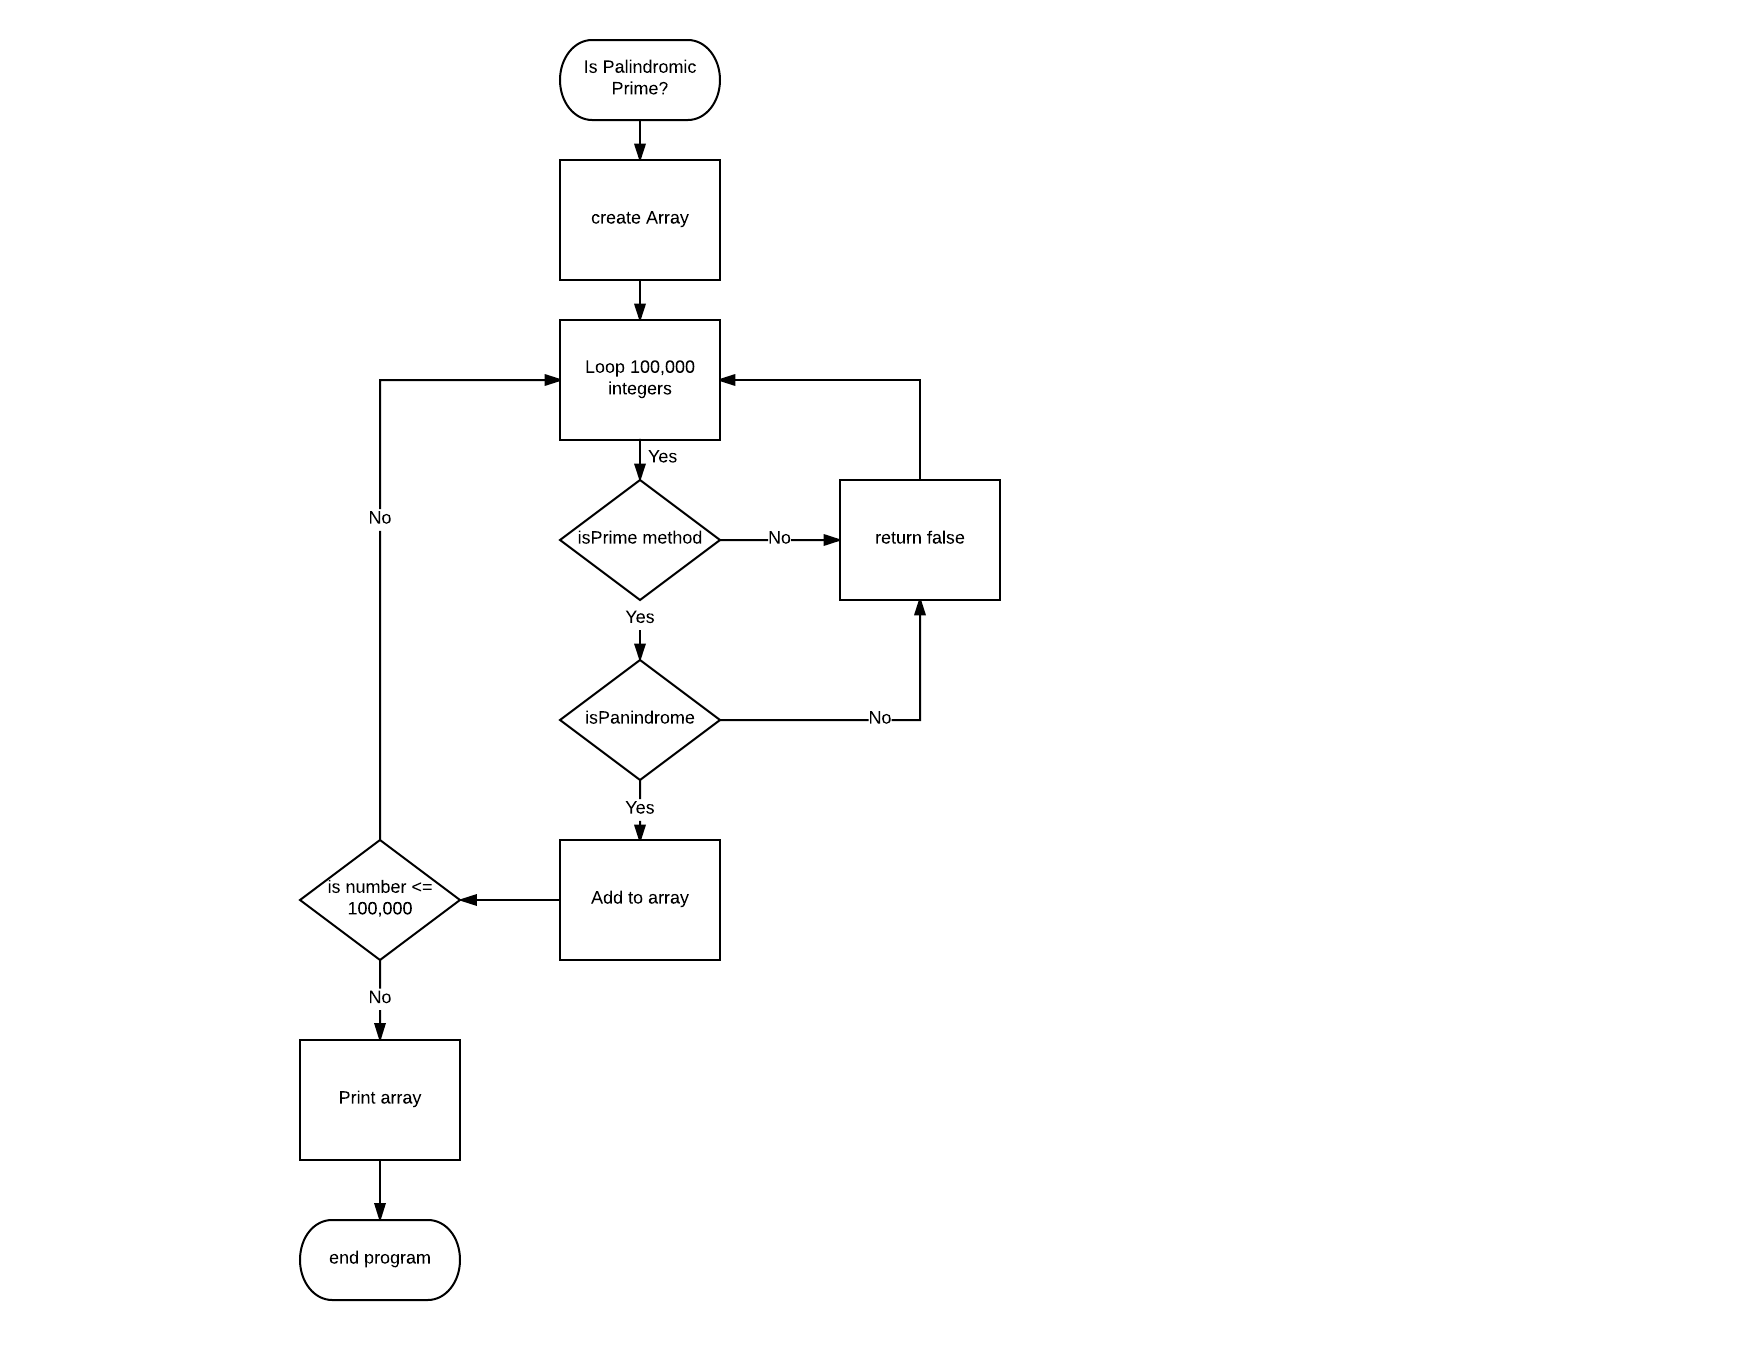 Is Palindromic
Prime?
create Array
Loop 100,000
integers
Yes
No
isPrime method
No
return false
Yes
isPanindrome
No
Yes
is number <=
100,000
Add to array
No
Print array
end program